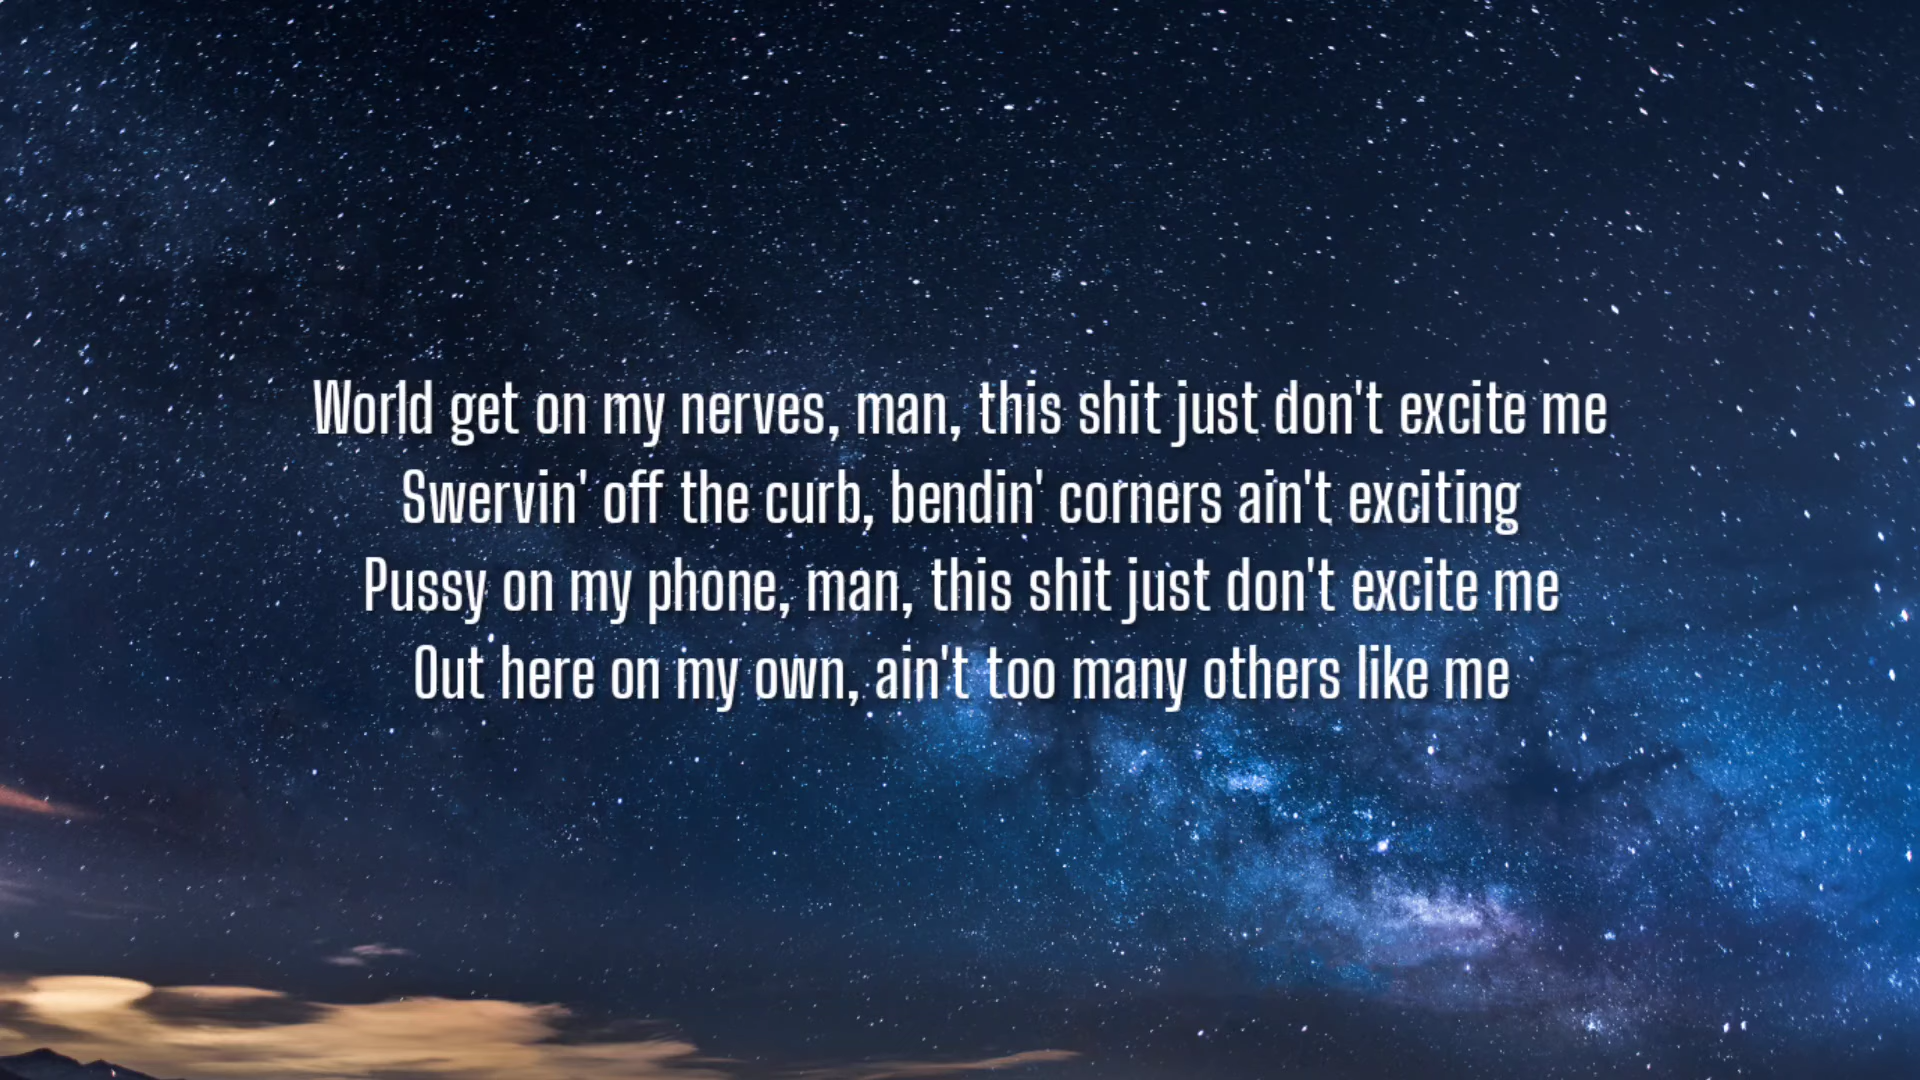 World get on my nerves, man, this shit just don't excite me
Swervin' off the curb, bendin' corners ain't exciting
Pussy on my phone, man, this shit just don't excite me
Out here on my own, ain't too many others like me